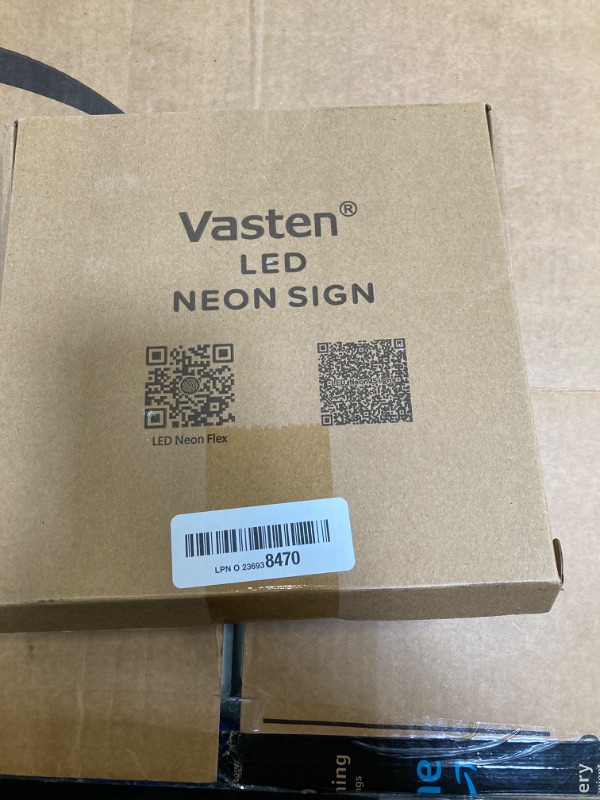 Vasten®
LED
NEON SIGN
LED Neon Flex
LPN O 23693 8470